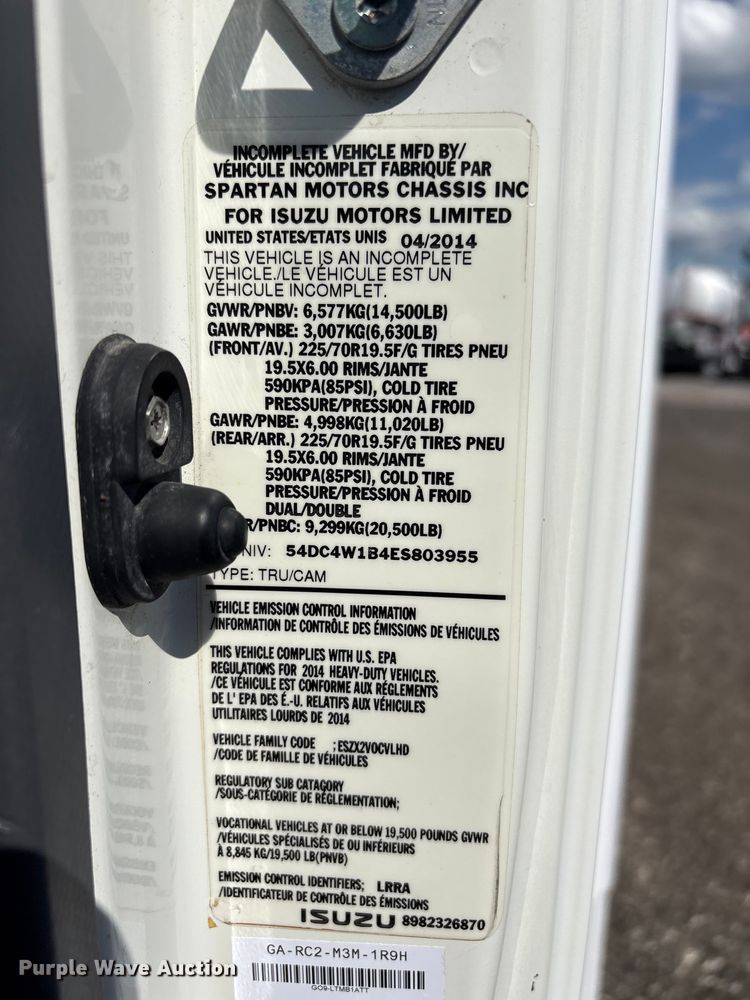 INCOMPLETE VEHICLE MFD BY/
VÉHICULE INCOMPLET FABRIQUÉ PAR
SPARTAN MOTORS CHASSIS INC
FOR ISUZU MOTORS LIMITED
UNITED STATES/ETATS UNIS 04/2014
THIS VEHICLE IS AN INCOMPLETE
VEHICLE./LE VÉHICULE EST UN
VÉHICULE INCOMPLET.
GVWR/PNBV: 6,577KG(14,500LB)
GAWR/PNBE: 3,007KG(6,630LB)
(FRONT/AV.) 225/70R19.5F/G TIRES PNEU
19.5X6.00 RIMS/JANTE
590KPA(85PSI), COLD TIRE
PRESSURE/PRESSION À FROID
GAWR/PNBE: 4,998KG(11,020LB)
(REAR/ARR.) 225/70R19.5F/G TIRES PNEU
19.5X6.00 RIMS/JANTE
590KPA(85PSI), COLD TIRE
PRESSURE/PRESSION À FROID
DUAL/DOUBLE
R/PNBC: 9,299KG(20,500LB)
NIV: 54DC4W1B4ES803955
TYPE: TRU/CAM
VEHICLE EMISSION CONTROL INFORMATION
/INFORMATION DE CONTRÔLE DES ÉMISSIONS DE VÉHICULES
THIS VEHICLE COMPLIES WITH U.S. EPA
REGULATIONS FOR 2014 HEAVY-DUTY VEHICLES.
/CE VÉHICULE EST CONFORME AUX RÉGLEMENTS
DE L' EPA DES É.-U. RELATIFS AUX VÉHICULES
UTILITAIRES LOURDS DE 2014
VEHICLE FAMILY CODE ; ESZX2VOCVLHD
/CODE DE FAMILLE DE VÉHICULES
REGULATORY SUB CATAGORY
/SOUS-CATÉGORIE DE RÉGLEMENTATION;
VOCATIONAL VEHICLES AT OR BELOW 19,500 POUNDS GVWR
/VÉHICULES SPÉCIALISÉS DE OU INFÉRIEURS
À 8,845 KG/19,500 LB(PNVB)
EMISSION CONTROL IDENTIFIERS; LRRA
/IDENTIFICATEUR DE CONTRÔLE DES ÉMISSIONS
ISUZU 8982326870
GA-RC2-M3M-1R9H
GO9-LTMB1ATT
Purple Wave Auction